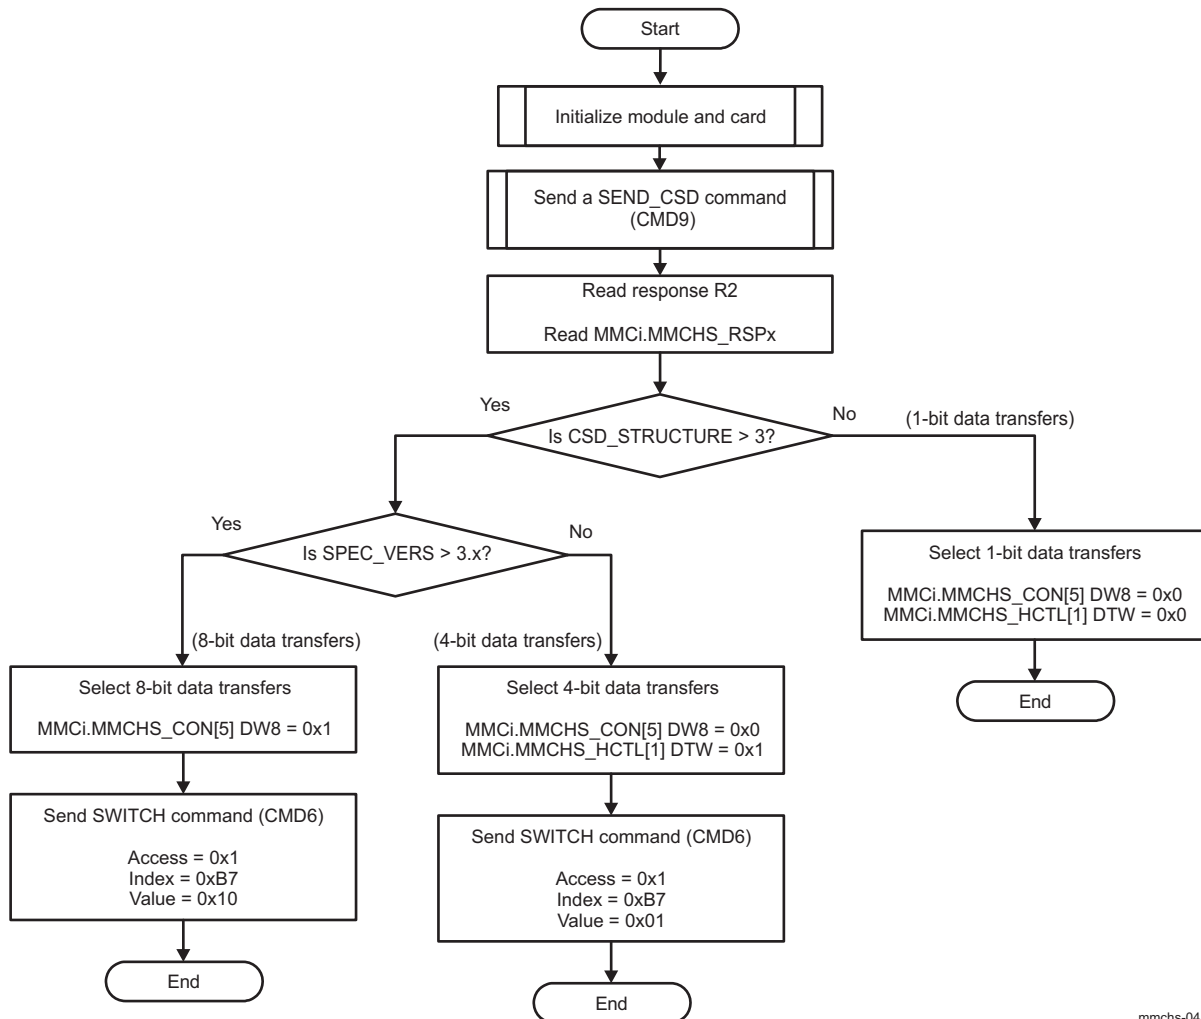 Start
Initialize module and card
Send a SEND_CSD command
(CMD9)
Read response R2
Read MMCi.MMCHS_RSPx
Yes
Is CSD_STRUCTURE > 3?
No
(1-bit data transfers)
Yes
Is SPEC_VERS > 3.x?
No
Select 1-bit data transfers
MMCi.MMCHS_CON[5] DW8 = 0x0
MMCi.MMCHS_HCTL[1] DTW = 0x0
End
(8-bit data transfers)
(4-bit data transfers)
Select 8-bit data transfers
MMCi.MMCHS_CON[5] DW8 = 0x1
Select 4-bit data transfers
MMCi.MMCHS_CON[5] DW8 = 0x0
MMCi.MMCHS_HCTL[1] DTW = 0x1
Send SWITCH command (CMD6)
Access = 0x1
Index = 0xB7
Value = 0x10
Send SWITCH command (CMD6)
Access = 0x1
Index = 0xB7
Value = 0x01
End
End
mmchs-04